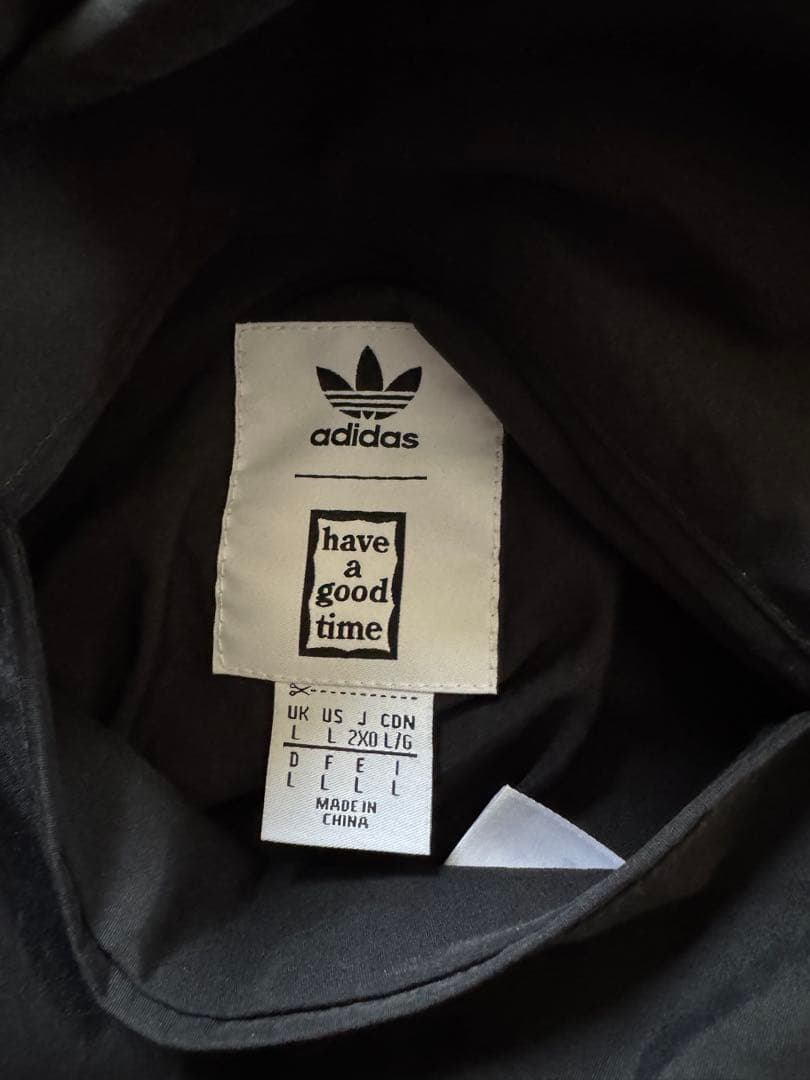 adidas
have
a
good
time
UK US J CDN
L L 2XO L/G
D F E I
L L L L
MADE IN
CHINA